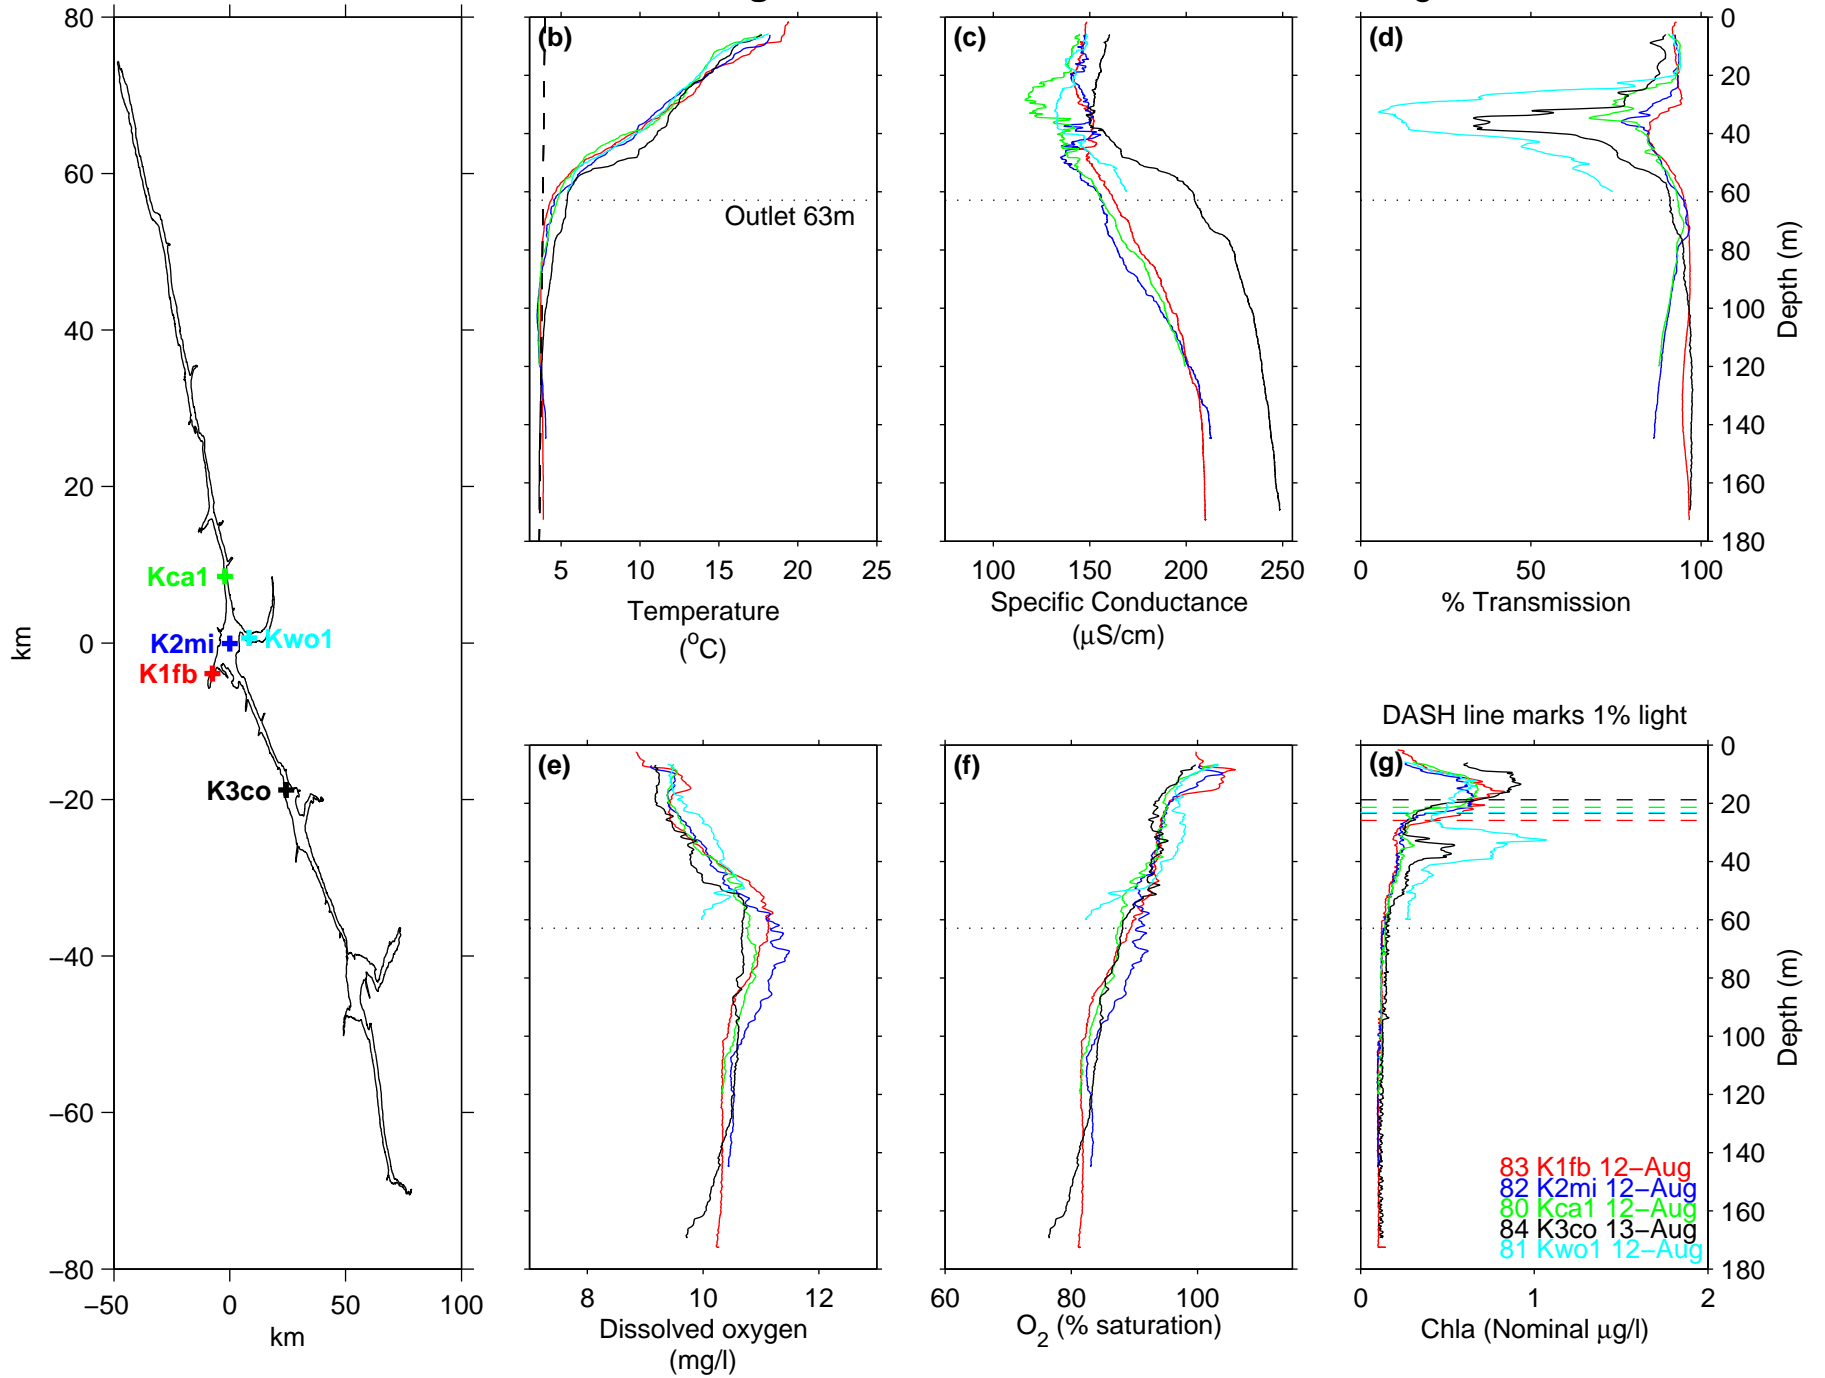 80
60
40
20
0
−20
−40
−60
−80
km
−50
0
50
100
km
Kca1
K2mi
Kwo1
K1fb
K3co
(b)
Outlet 63m
5
10
15
20
25
Temperature
(oC)
(c)
100
150
200
250
Specific Conductance
(μS/cm)
(d)
0
50
100
% Transmission
0
20
40
60
80
100
120
140
160
180
Depth (m)
(e)
8
10
12
Dissolved oxygen
(mg/l)
(f)
60
80
100
O2 (% saturation)
DASH line marks 1% light
(g)
83 K1fb 12−Aug
82 K2mi 12−Aug
80 Kca1 12−Aug
84 K3co 13−Aug
81 Kwo1 12−Aug
0
1
2
Chla (Nominal μg/l)
0
20
40
60
80
100
120
140
160
180
Depth (m)